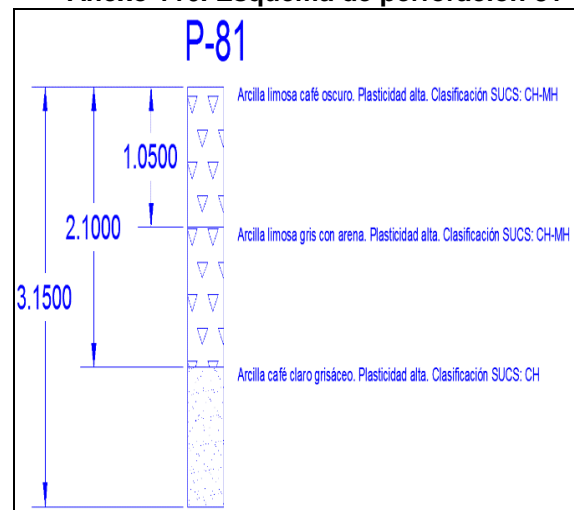 P-81
Arcilla limosa café oscuro. Plasticidad alta. Clasificación SUCS: CH-MH
1.0500
2.1000
Arcilla limosa gris con arena. Plasticidad alta. Clasificación SUCS: CH-MH
3.1500
Arcilla café claro grisáceo. Plasticidad alta. Clasificación SUCS: CH